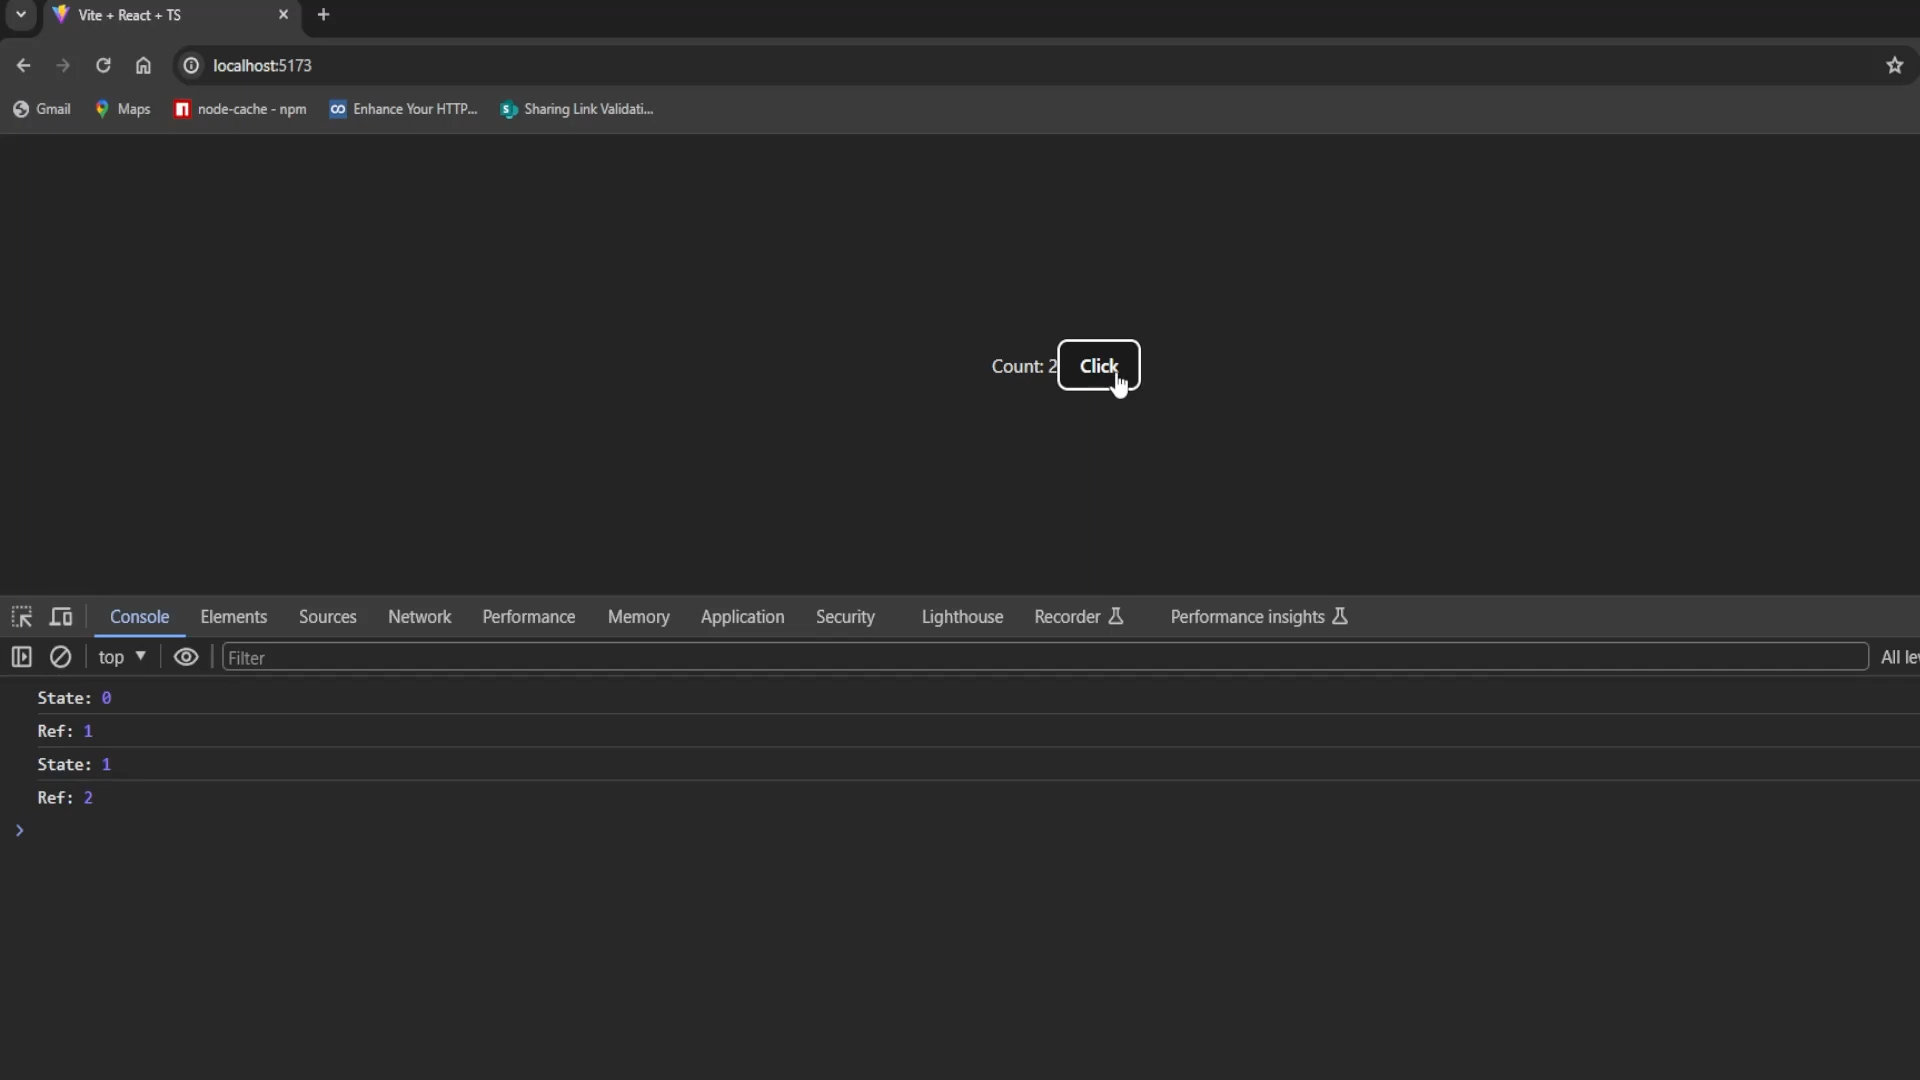 Vite + React + TS
localhost:5173
Gmail Maps node-cache - npm Enhance Your HTTP... Sharing Link Validati...
Count: 2 Click
Console Elements Sources Network Performance Memory Application Security Lighthouse Recorder Performance insights
top Filter All lev
State: 0
Ref: 1
State: 1
Ref: 2